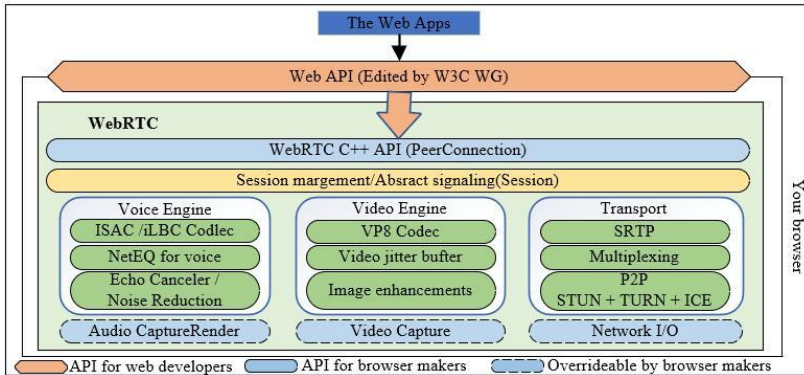 The Web Apps
Web API (Edited by W3C WG)
WebRTC
WebRTC C++ API (PeerConnection)
Session margement/Absract signaling(Session)
Voice Engine
ISAC /iLBC Codlec
NetEQ for voice
Echo Canceler /
Noise Reduction
Audio CaptureRender
Video Engine
VP8 Codec
Video jitter bufter
Image enhancements
Video Capture
Transport
SRTP
Multiplexing
P2P
STUN + TURN + ICE
Network I/O
Your browser
API for web developers
API for browser makers
Overrideable by browser makers